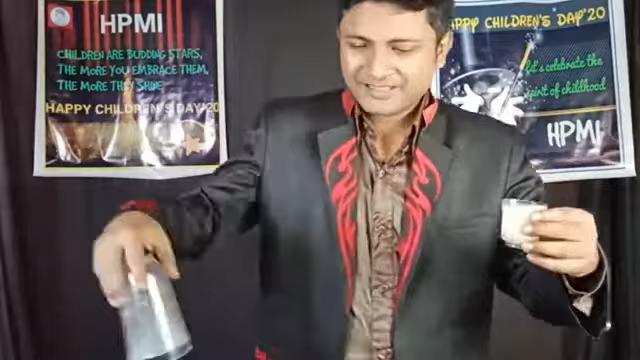 HPMI
CHILDREN ARE BUDDING STARS,
THE MORE YOU EMBRACE THEM,
THE MORE THEY SHINE
HAPPY CHILDREN'S DAY'20
HAPPY CHILDREN'S DAY'20
let's celebrate the
spirit of childhood
HPMI